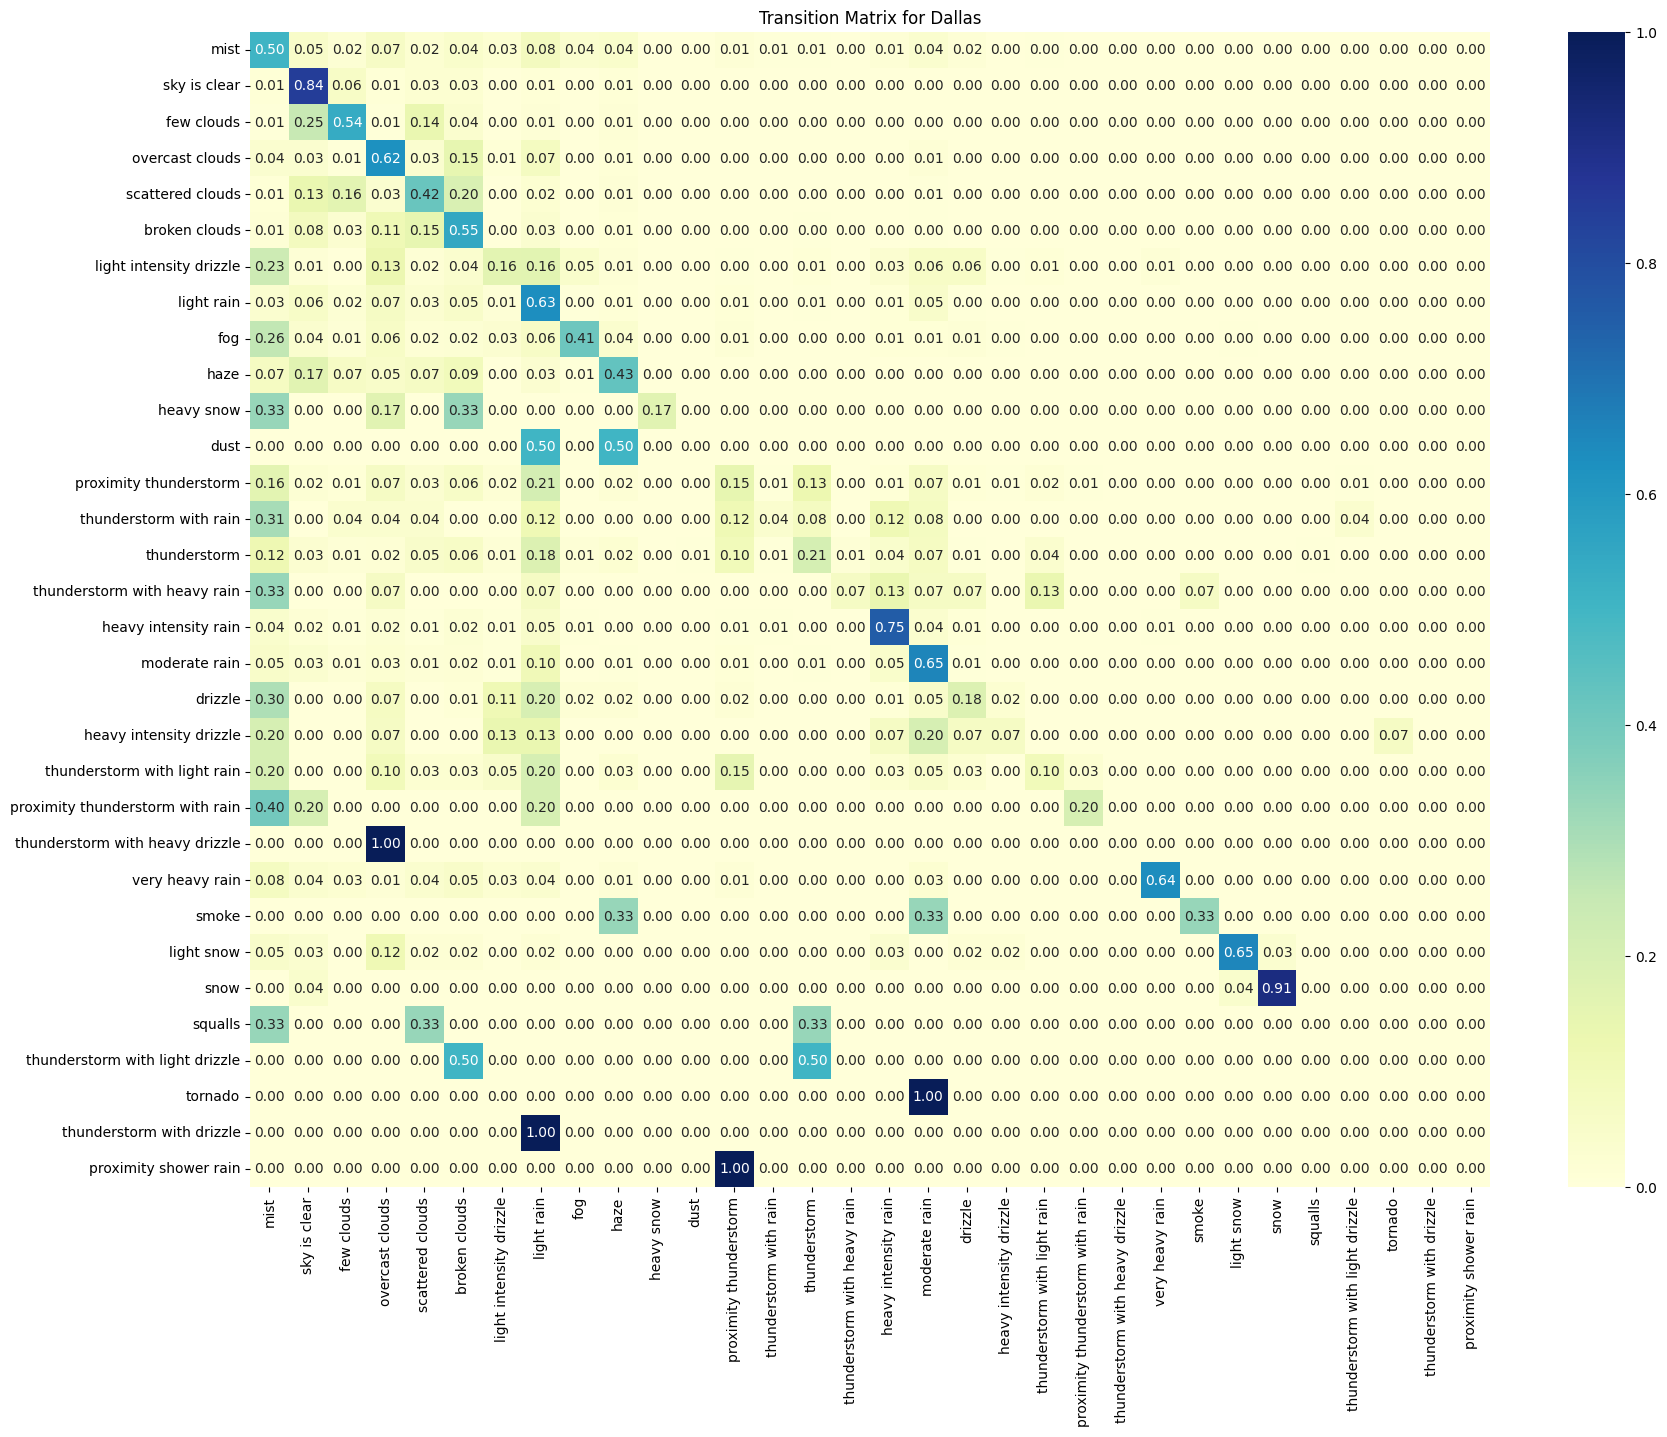 Transition Matrix for Dallas
mist 0.50 0.05 0.02 0.07 0.02 0.04 0.03 0.08 0.04 0.04 0.00 0.00 0.01 0.01 0.01 0.00 0.01 0.04 0.02 0.00 0.00 0.00 0.00 0.00 0.00 0.00 0.00 0.00 0.00 0.00 0.00 0.00
sky is clear 0.01 0.84 0.06 0.01 0.03 0.03 0.00 0.01 0.00 0.01 0.00 0.00 0.00 0.00 0.00 0.00 0.00 0.00 0.00 0.00 0.00 0.00 0.00 0.00 0.00 0.00 0.00 0.00 0.00 0.00 0.00 0.00
few clouds 0.01 0.25 0.54 0.01 0.14 0.04 0.00 0.01 0.00 0.01 0.00 0.00 0.00 0.00 0.00 0.00 0.00 0.00 0.00 0.00 0.00 0.00 0.00 0.00 0.00 0.00 0.00 0.00 0.00 0.00 0.00 0.00
overcast clouds 0.04 0.03 0.01 0.62 0.03 0.15 0.01 0.07 0.00 0.01 0.00 0.00 0.00 0.00 0.00 0.00 0.00 0.01 0.00 0.00 0.00 0.00 0.00 0.00 0.00 0.00 0.00 0.00 0.00 0.00 0.00 0.00
scattered clouds 0.01 0.13 0.16 0.03 0.42 0.20 0.00 0.02 0.00 0.01 0.00 0.00 0.00 0.00 0.00 0.00 0.00 0.01 0.00 0.00 0.00 0.00 0.00 0.00 0.00 0.00 0.00 0.00 0.00 0.00 0.00 0.00
broken clouds 0.01 0.08 0.03 0.11 0.15 0.55 0.00 0.03 0.00 0.01 0.00 0.00 0.00 0.00 0.00 0.00 0.00 0.00 0.00 0.00 0.00 0.00 0.00 0.00 0.00 0.00 0.00 0.00 0.00 0.00 0.00 0.00
light intensity drizzle 0.23 0.01 0.00 0.13 0.02 0.04 0.16 0.16 0.05 0.01 0.00 0.00 0.00 0.00 0.01 0.00 0.03 0.06 0.06 0.00 0.01 0.00 0.00 0.01 0.00 0.00 0.00 0.00 0.00 0.00 0.00 0.00
light rain 0.03 0.06 0.02 0.07 0.03 0.05 0.01 0.63 0.00 0.01 0.00 0.00 0.01 0.00 0.01 0.00 0.01 0.05 0.00 0.00 0.00 0.00 0.00 0.00 0.00 0.00 0.00 0.00 0.00 0.00 0.00 0.00
fog 0.26 0.04 0.01 0.06 0.02 0.02 0.03 0.06 0.41 0.04 0.00 0.00 0.01 0.00 0.00 0.00 0.01 0.01 0.01 0.00 0.00 0.00 0.00 0.00 0.00 0.00 0.00 0.00 0.00 0.00 0.00 0.00
haze 0.07 0.17 0.07 0.05 0.07 0.09 0.00 0.03 0.01 0.43 0.00 0.00 0.00 0.00 0.00 0.00 0.00 0.00 0.00 0.00 0.00 0.00 0.00 0.00 0.00 0.00 0.00 0.00 0.00 0.00 0.00 0.00
heavy snow 0.33 0.00 0.00 0.17 0.00 0.33 0.00 0.00 0.00 0.00 0.17 0.00 0.00 0.00 0.00 0.00 0.00 0.00 0.00 0.00 0.00 0.00 0.00 0.00 0.00 0.00 0.00 0.00 0.00 0.00 0.00 0.00
dust 0.00 0.00 0.00 0.00 0.00 0.00 0.00 0.50 0.00 0.50 0.00 0.00 0.00 0.00 0.00 0.00 0.00 0.00 0.00 0.00 0.00 0.00 0.00 0.00 0.00 0.00 0.00 0.00 0.00 0.00 0.00 0.00
proximity thunderstorm 0.16 0.02 0.01 0.07 0.03 0.06 0.02 0.21 0.00 0.02 0.00 0.00 0.15 0.01 0.13 0.00 0.01 0.07 0.01 0.01 0.02 0.01 0.00 0.00 0.00 0.00 0.00 0.00 0.01 0.00 0.00 0.00
thunderstorm with rain 0.31 0.00 0.04 0.04 0.04 0.00 0.00 0.12 0.00 0.00 0.00 0.00 0.12 0.04 0.08 0.00 0.12 0.08 0.00 0.00 0.00 0.00 0.00 0.00 0.00 0.00 0.00 0.00 0.04 0.00 0.00 0.00
thunderstorm 0.12 0.03 0.01 0.02 0.05 0.06 0.01 0.18 0.01 0.02 0.00 0.01 0.10 0.01 0.21 0.01 0.04 0.07 0.01 0.00 0.04 0.00 0.00 0.00 0.00 0.00 0.00 0.01 0.00 0.00 0.00 0.00
thunderstorm with heavy rain 0.33 0.00 0.00 0.07 0.00 0.00 0.00 0.07 0.00 0.00 0.00 0.00 0.00 0.00 0.00 0.07 0.13 0.07 0.07 0.00 0.13 0.00 0.00 0.00 0.07 0.00 0.00 0.00 0.00 0.00 0.00 0.00
heavy intensity rain 0.04 0.02 0.01 0.02 0.01 0.02 0.01 0.05 0.01 0.00 0.00 0.00 0.01 0.01 0.00 0.00 0.75 0.04 0.01 0.00 0.00 0.00 0.00 0.01 0.00 0.00 0.00 0.00 0.00 0.00 0.00 0.00
moderate rain 0.05 0.03 0.01 0.03 0.01 0.02 0.01 0.10 0.00 0.01 0.00 0.00 0.01 0.00 0.01 0.00 0.05 0.65 0.01 0.00 0.00 0.00 0.00 0.00 0.00 0.00 0.00 0.00 0.00 0.00 0.00 0.00
drizzle 0.30 0.00 0.00 0.07 0.00 0.01 0.11 0.20 0.02 0.02 0.00 0.00 0.02 0.00 0.00 0.00 0.01 0.05 0.18 0.02 0.00 0.00 0.00 0.00 0.00 0.00 0.00 0.00 0.00 0.00 0.00 0.00
heavy intensity drizzle 0.20 0.00 0.00 0.07 0.00 0.00 0.13 0.13 0.00 0.00 0.00 0.00 0.00 0.00 0.00 0.00 0.07 0.20 0.07 0.07 0.00 0.00 0.00 0.00 0.00 0.00 0.00 0.00 0.00 0.07 0.00 0.00
thunderstorm with light rain 0.20 0.00 0.00 0.10 0.03 0.03 0.05 0.20 0.00 0.03 0.00 0.00 0.15 0.00 0.00 0.00 0.03 0.05 0.03 0.00 0.10 0.03 0.00 0.00 0.00 0.00 0.00 0.00 0.00 0.00 0.00 0.00
proximity thunderstorm with rain 0.40 0.20 0.00 0.00 0.00 0.00 0.00 0.20 0.00 0.00 0.00 0.00 0.00 0.00 0.00 0.00 0.00 0.00 0.00 0.00 0.00 0.20 0.00 0.00 0.00 0.00 0.00 0.00 0.00 0.00 0.00 0.00
thunderstorm with heavy drizzle 0.00 0.00 0.00 1.00 0.00 0.00 0.00 0.00 0.00 0.00 0.00 0.00 0.00 0.00 0.00 0.00 0.00 0.00 0.00 0.00 0.00 0.00 0.00 0.00 0.00 0.00 0.00 0.00 0.00 0.00 0.00 0.00
very heavy rain 0.08 0.04 0.03 0.01 0.04 0.05 0.03 0.04 0.00 0.01 0.00 0.00 0.01 0.00 0.00 0.00 0.00 0.03 0.00 0.00 0.00 0.00 0.00 0.64 0.00 0.00 0.00 0.00 0.00 0.00 0.00 0.00
smoke 0.00 0.00 0.00 0.00 0.00 0.00 0.00 0.00 0.00 0.33 0.00 0.00 0.00 0.00 0.00 0.00 0.00 0.33 0.00 0.00 0.00 0.00 0.00 0.00 0.33 0.00 0.00 0.00 0.00 0.00 0.00 0.00
light snow 0.05 0.03 0.00 0.12 0.02 0.02 0.00 0.02 0.00 0.00 0.00 0.00 0.00 0.00 0.00 0.00 0.03 0.00 0.02 0.02 0.00 0.00 0.00 0.00 0.00 0.65 0.03 0.00 0.00 0.00 0.00 0.00
snow 0.00 0.04 0.00 0.00 0.00 0.00 0.00 0.00 0.00 0.00 0.00 0.00 0.00 0.00 0.00 0.00 0.00 0.00 0.00 0.00 0.00 0.00 0.00 0.00 0.00 0.04 0.91 0.00 0.00 0.00 0.00 0.00
squalls 0.33 0.00 0.00 0.00 0.33 0.00 0.00 0.00 0.00 0.00 0.00 0.00 0.00 0.00 0.33 0.00 0.00 0.00 0.00 0.00 0.00 0.00 0.00 0.00 0.00 0.00 0.00 0.00 0.00 0.00 0.00 0.00
thunderstorm with light drizzle 0.00 0.00 0.00 0.00 0.00 0.50 0.00 0.00 0.00 0.00 0.00 0.00 0.00 0.00 0.50 0.00 0.00 0.00 0.00 0.00 0.00 0.00 0.00 0.00 0.00 0.00 0.00 0.00 0.00 0.00 0.00 0.00
tornado 0.00 0.00 0.00 0.00 0.00 0.00 0.00 0.00 0.00 0.00 0.00 0.00 0.00 0.00 0.00 0.00 0.00 1.00 0.00 0.00 0.00 0.00 0.00 0.00 0.00 0.00 0.00 0.00 0.00 0.00 0.00 0.00
thunderstorm with drizzle 0.00 0.00 0.00 0.00 0.00 0.00 0.00 1.00 0.00 0.00 0.00 0.00 0.00 0.00 0.00 0.00 0.00 0.00 0.00 0.00 0.00 0.00 0.00 0.00 0.00 0.00 0.00 0.00 0.00 0.00 0.00 0.00
proximity shower rain 0.00 0.00 0.00 0.00 0.00 0.00 0.00 0.00 0.00 0.00 0.00 0.00 1.00 0.00 0.00 0.00 0.00 0.00 0.00 0.00 0.00 0.00 0.00 0.00 0.00 0.00 0.00 0.00 0.00 0.00 0.00 0.00
mist
sky is clear
few clouds
overcast clouds
scattered clouds
broken clouds
light intensity drizzle
light rain
fog
haze
heavy snow
dust
proximity thunderstorm
thunderstorm with rain
thunderstorm
thunderstorm with heavy rain
heavy intensity rain
moderate rain
drizzle
heavy intensity drizzle
thunderstorm with light rain
proximity thunderstorm with rain
thunderstorm with heavy drizzle
very heavy rain
smoke
light snow
snow
squalls
thunderstorm with light drizzle
tornado
thunderstorm with drizzle
proximity shower rain
1.0
0.8
0.6
0.4
0.2
0.0